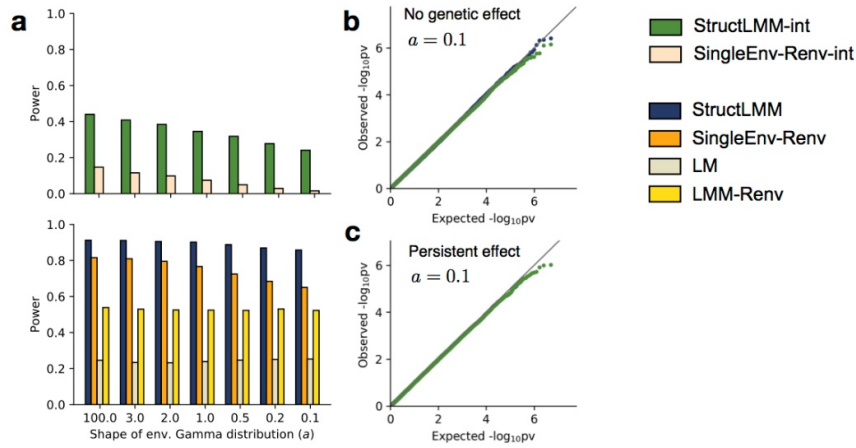 a
1.0
0.8
0.6
0.4
0.2
0.0
Power
1.0
0.8
0.6
0.4
0.2
0.0
Power
100.0 3.0 2.0 1.0 0.5 0.2 0.1
Shape of env. Gamma distribution (a)
b
No genetic effect
a = 0.1
6
4
2
0
Observed -log10pv
0 2 4 6
Expected -log10pv
c
Persistent effect
a = 0.1
6
4
2
0
Observed -log10pv
0 2 4 6
Expected -log10pv
StructLMM-int
SingleEnv-Renv-int
StructLMM
SingleEnv-Renv
LM
LMM-Renv